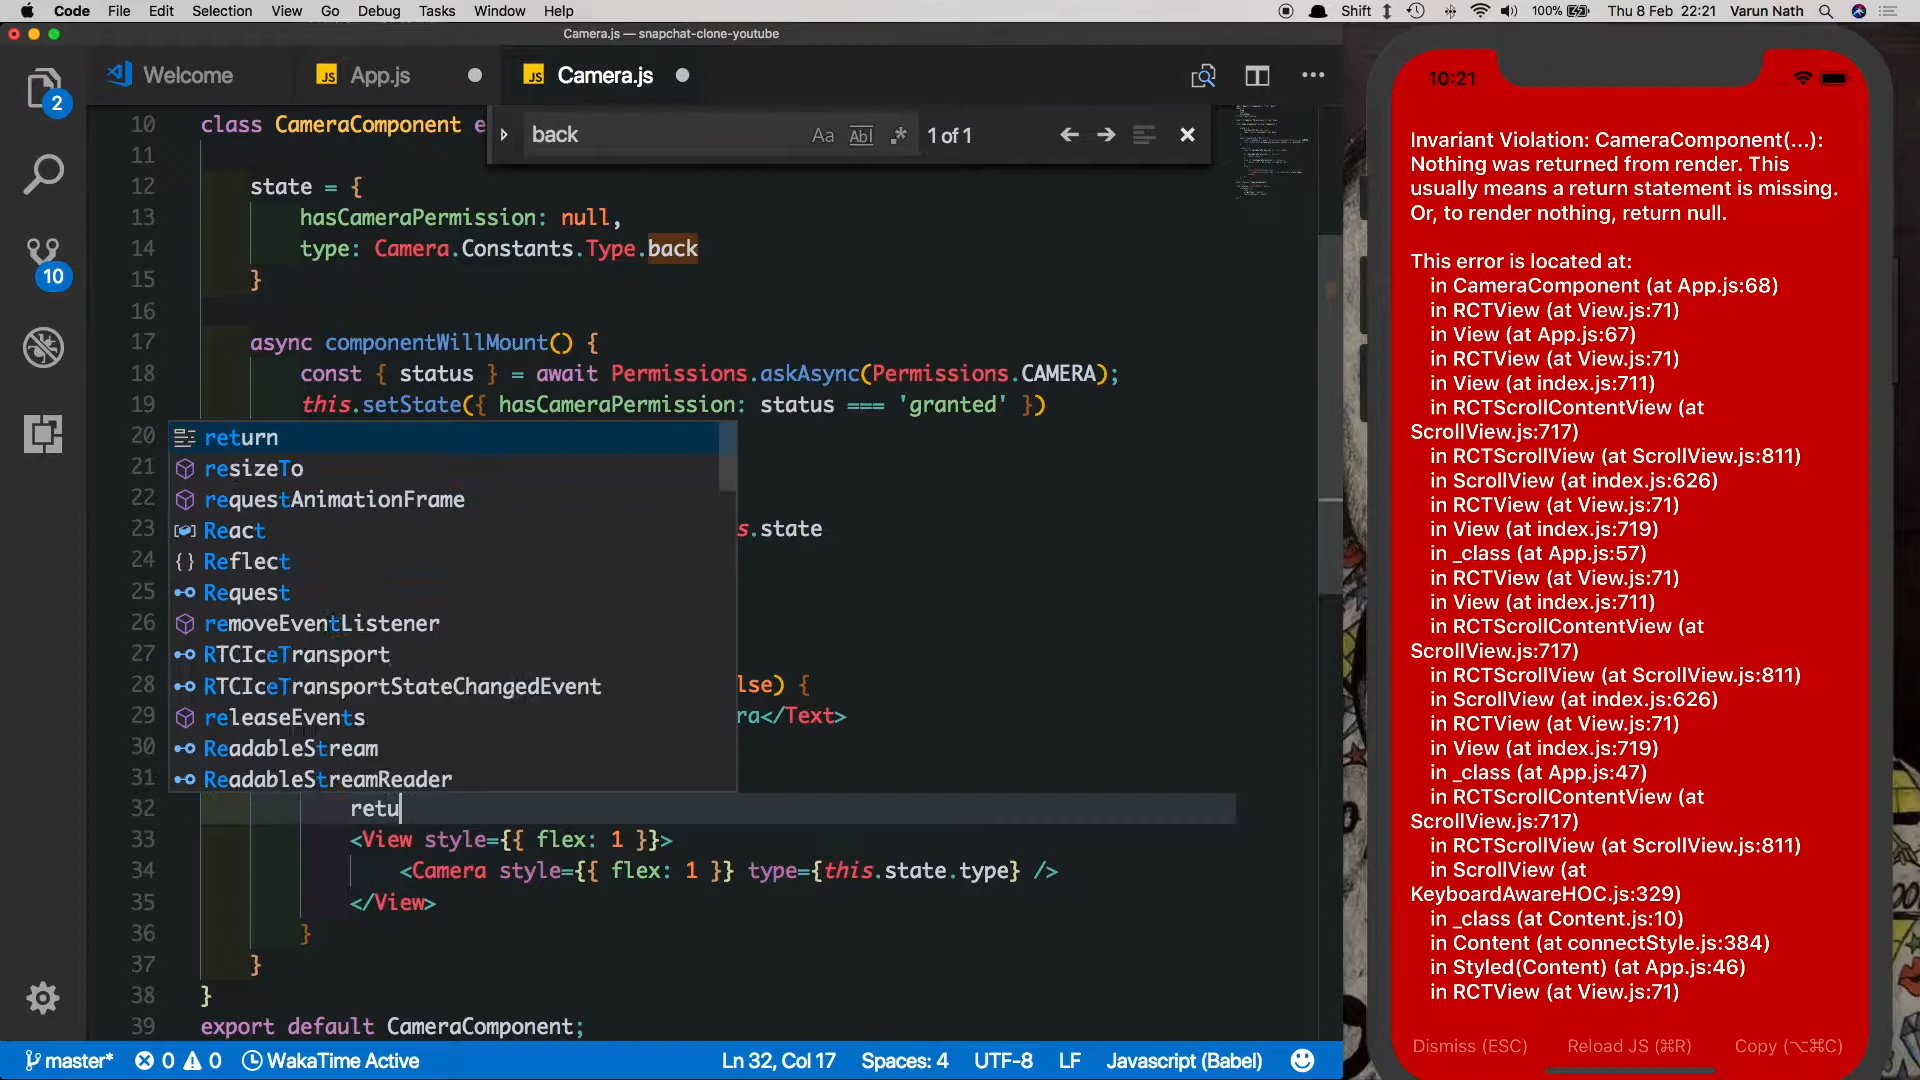 Code File Edit Selection View Go Debug Tasks Window Help Shift 100% Thu 8 Feb 22:21 Varun Nath
Camera.js — snapchat-clone-youtube
Welcome
JS App.js
JS Camera.js
2
10
back Aa Abl .* 1 of 1
10 class CameraComponent e
11
12 state = {
13 hasCameraPermission: null,
14 type: Camera.Constants.Type.back
15 }
16
17 async componentWillMount() {
18 const { status } = await Permissions.askAsync(Permissions.CAMERA);
19 this.setState({ hasCameraPermission: status === 'granted' })
20
21
22
23 s.state
24
25
26
27
28 lse) {
29 ra</Text>
30
31
return
resizeTo
requestAnimationFrame
React
Reflect
Request
removeEventListener
RTCIceTransport
RTCIceTransportStateChangedEvent
releaseEvents
ReadableStream
ReadableStreamReader
32 retu
33 <View style={{ flex: 1 }}>
34 <Camera style={{ flex: 1 }} type={this.state.type} />
35 </View>
36 }
37 }
38 }
39 export default CameraComponent;
master* 0 0 WakaTime Active Ln 32, Col 17 Spaces: 4 UTF-8 LF Javascript (Babel)
10:21
Invariant Violation: CameraComponent(...):
Nothing was returned from render. This
usually means a return statement is missing.
Or, to render nothing, return null.
This error is located at:
in CameraComponent (at App.js:68)
in RCTView (at View.js:71)
in View (at App.js:67)
in RCTView (at View.js:71)
in View (at index.js:711)
in RCTScrollContentView (at
ScrollView.js:717)
in RCTScrollView (at ScrollView.js:811)
in ScrollView (at index.js:626)
in RCTView (at View.js:71)
in View (at index.js:719)
in _class (at App.js:57)
in RCTView (at View.js:71)
in View (at index.js:711)
in RCTScrollContentView (at
ScrollView.js:717)
in RCTScrollView (at ScrollView.js:811)
in ScrollView (at index.js:626)
in RCTView (at View.js:71)
in View (at index.js:719)
in _class (at App.js:47)
in RCTScrollContentView (at
ScrollView.js:717)
in RCTScrollView (at ScrollView.js:811)
in ScrollView (at
KeyboardAwareHOC.js:329)
in _class (at Content.js:10)
in Content (at connectStyle.js:384)
in Styled(Content) (at App.js:46)
in RCTView (at View.js:71)
Dismiss (ESC) Reload JS (⌘R) Copy (⌥⌘C)